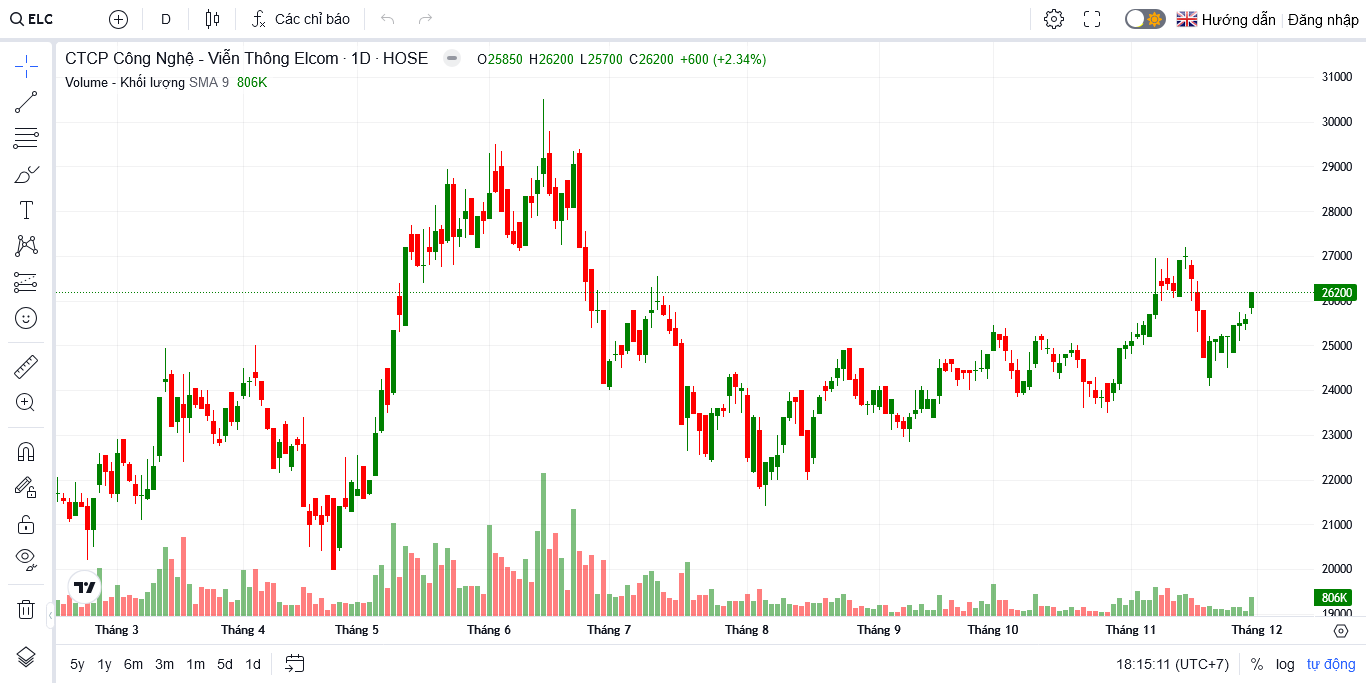 ELC D Các chỉ báo Hướng dẫn Đăng nhập
CTCP Công Nghệ - Viễn Thông Elcom · 1D · HOSE O25850 H26200 L25700 C26200 +600 (+2.34%)
Volume - Khối lượng SMA 9 806K
31000
30000
29000
28000
27000
26200
26000
25000
24000
23000
22000
21000
20000
806K
19000
Tháng 3 Tháng 4 Tháng 5 Tháng 6 Tháng 7 Tháng 8 Tháng 9 Tháng 10 Tháng 11 Tháng 12
5y 1y 6m 3m 1m 5d 1d 18:15:11 (UTC+7) % log tự động